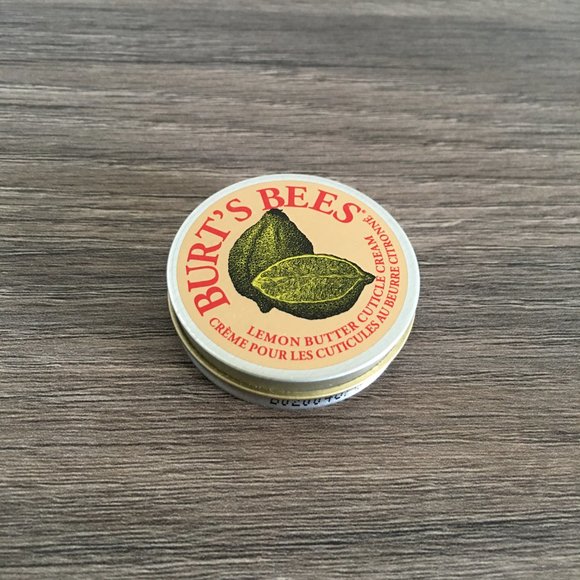 BURT'S BEES®
LEMON BUTTER CUTICLE CREAM
CRÈME POUR LES CUTICULES AU BEURRE CITRONNÉ